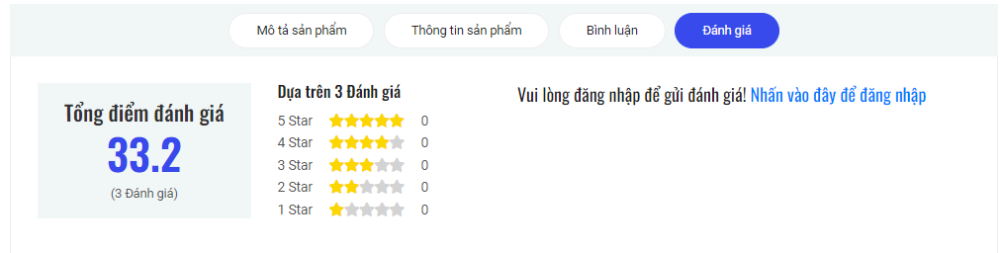 Mô tả sản phẩm
Thông tin sản phẩm
Bình luận
Đánh giá
Tổng điểm đánh giá
33.2
(3 Đánh giá)
Dựa trên 3 Đánh giá
5 Star 0
4 Star 0
3 Star 0
2 Star 0
1 Star 0
Vui lòng đăng nhập để gửi đánh giá! Nhấn vào đây để đăng nhập